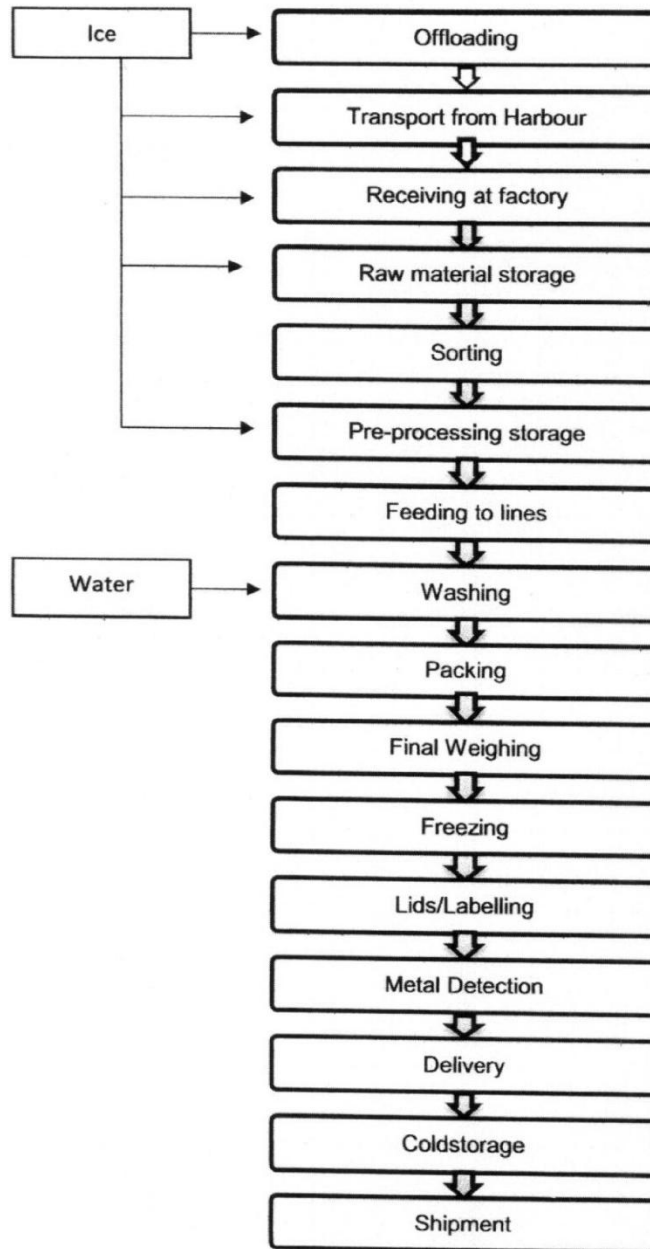 Ice
Offloading
Transport from Harbour
Receiving at factory
Raw material storage
Sorting
Pre-processing storage
Feeding to lines
Water
Washing
Packing
Final Weighing
Freezing
Lids/Labelling
Metal Detection
Delivery
Coldstorage
Shipment